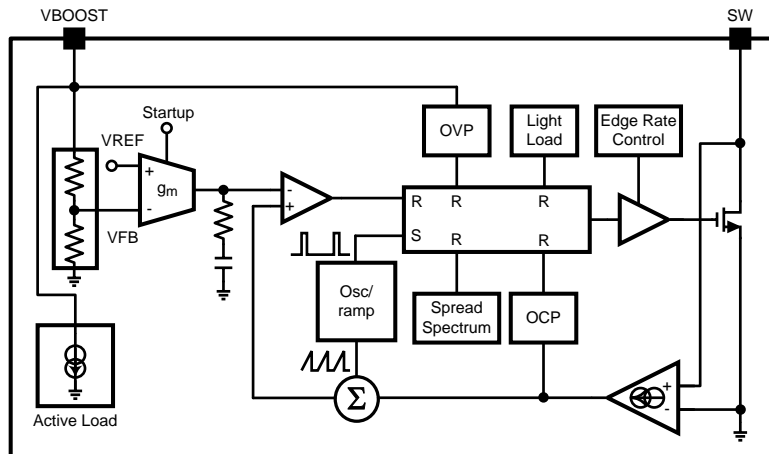 VBOOST
SW
Startup
VREF
+
gm
-
VFB
-
+
OVP
Light
Load
Edge Rate
Control
R
R
R
S
R
R
Osc/
ramp
Spread
Spectrum
OCP
Σ
+
-
Active Load